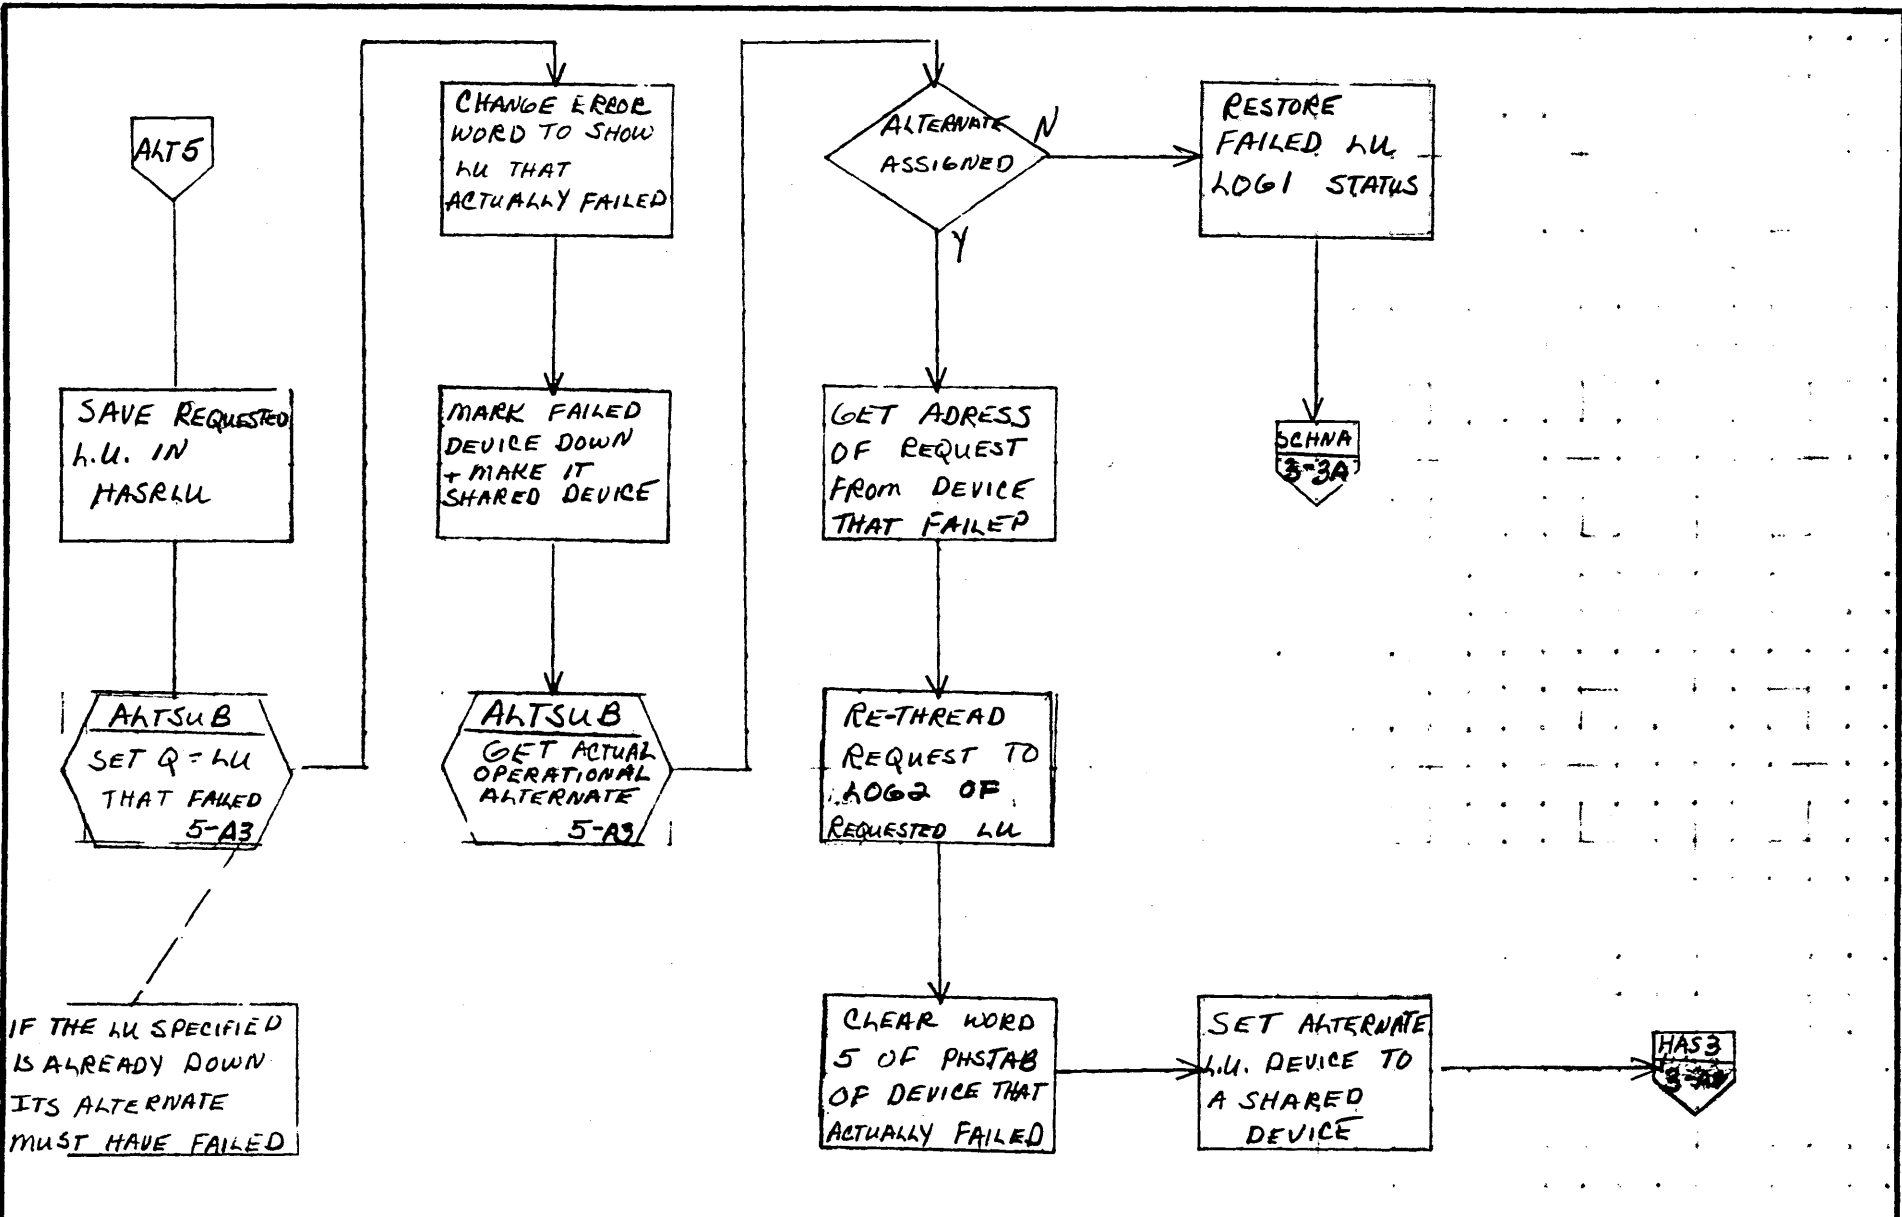 ALT5
SAVE REQUESTED
L.U. IN
HASRLU
ALTSUB
SET Q = LU
THAT FAILED
5-A3
IF THE LU SPECIFIED
IS ALREADY DOWN
ITS ALTERNATE
MUST HAVE FAILED
CHANGE ERROR
WORD TO SHOW
LU THAT
ACTUALLY FAILED
MARK FAILED
DEVICE DOWN
+ MAKE IT
SHARED DEVICE
ALTSUB
GET ACTUAL
OPERATIONAL
ALTERNATE
5-A3
ALTERNATE
ASSIGNED
N
Y
GET ADRESS
OF REQUEST
FROM DEVICE
THAT FAILED
RE-THREAD
REQUEST TO
LOG2 OF
REQUESTED LU
CLEAR WORD
5 OF PHSTAB
OF DEVICE THAT
ACTUALLY FAILED
RESTORE
FAILED LU
LOG1 STATUS
SCHNA
3-3A
SET ALTERNATE
L.U. DEVICE TO
A SHARED
DEVICE
HAS3